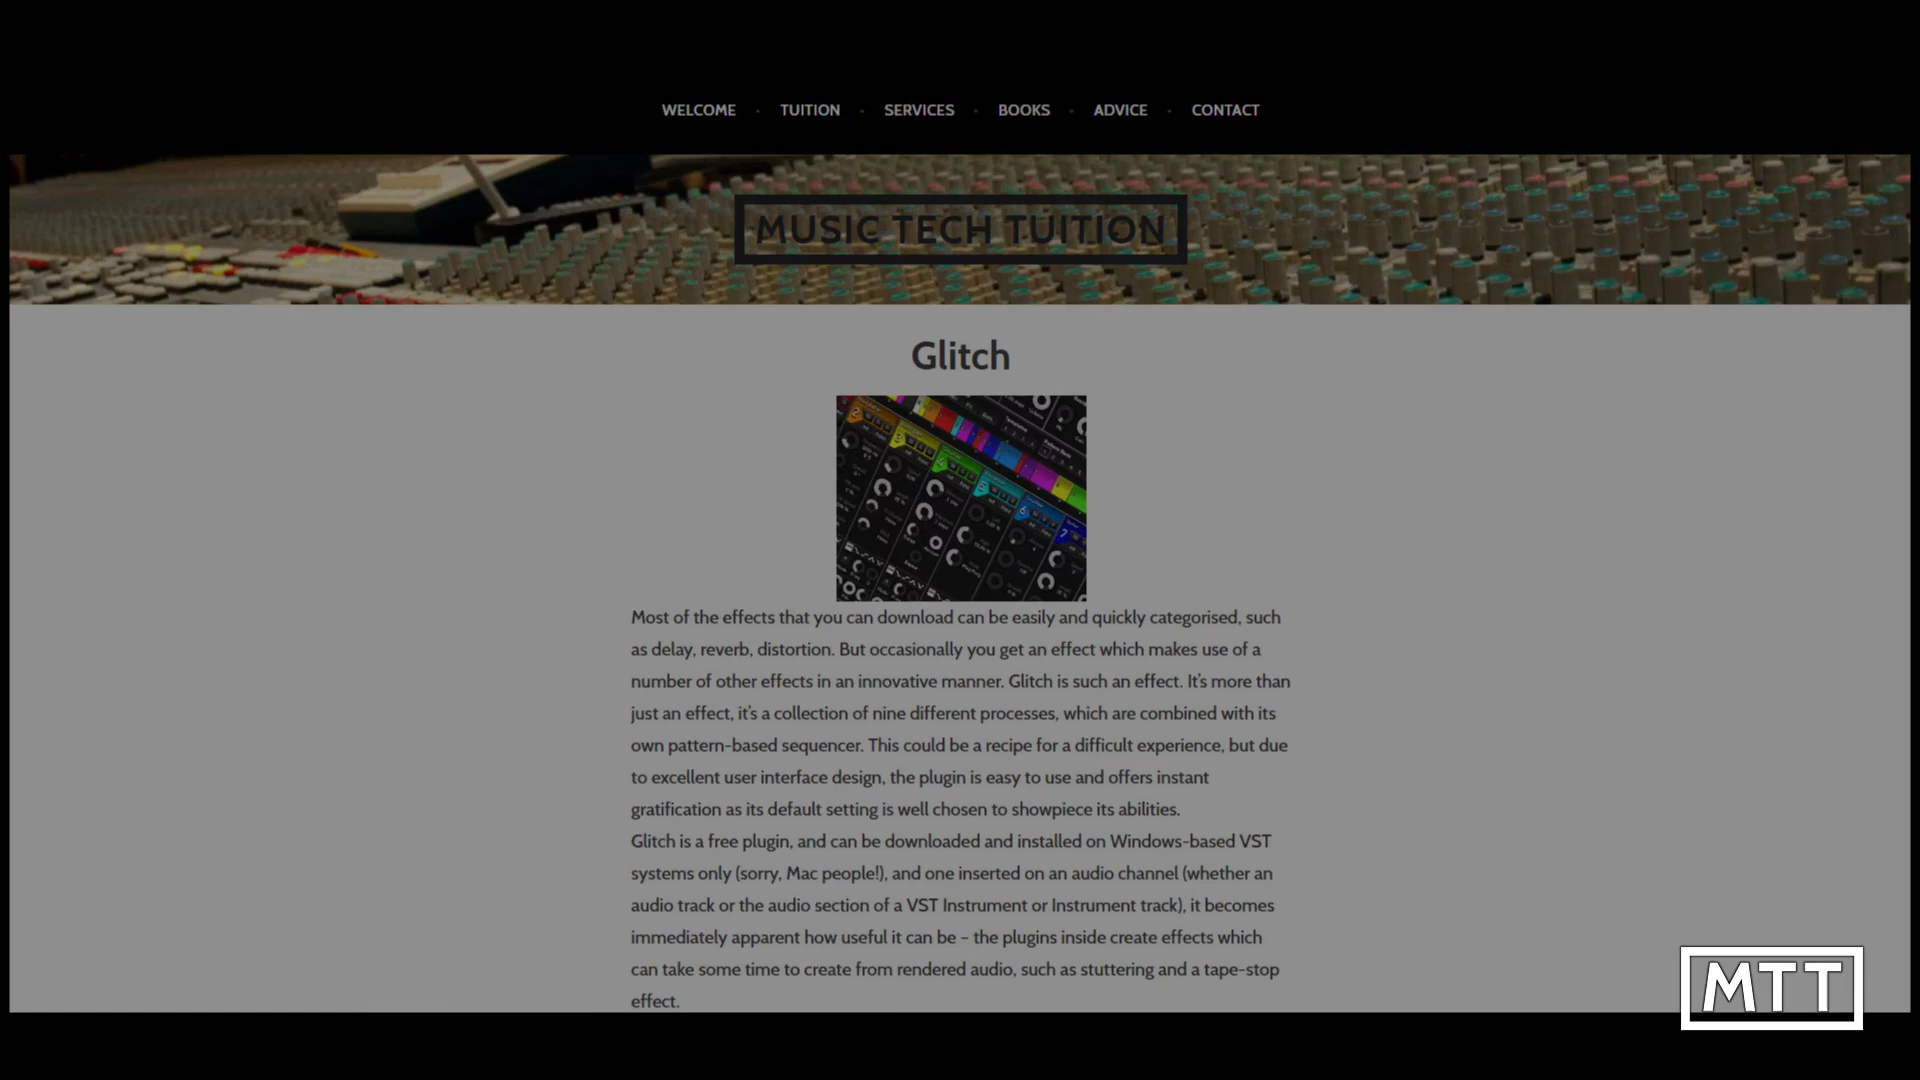 WELCOME • TUITION • SERVICES • BOOKS • ADVICE • CONTACT
MUSIC TECH TUITION
Glitch
Most of the effects that you can download can be easily and quickly categorised, such
as delay, reverb, distortion. But occasionally you get an effect which makes use of a
number of other effects in an innovative manner. Glitch is such an effect. It’s more than
just an effect, it’s a collection of nine different processes, which are combined with its
own pattern-based sequencer. This could be a recipe for a difficult experience, but due
to excellent user interface design, the plugin is easy to use and offers instant
gratification as its default setting is well chosen to showpiece its abilities.
Glitch is a free plugin, and can be downloaded and installed on Windows-based VST
systems only (sorry, Mac people!), and one inserted on an audio channel (whether an
audio track or the audio section of a VST Instrument or Instrument track), it becomes
immediately apparent how useful it can be – the plugins inside create effects which
can take some time to create from rendered audio, such as stuttering and a tape-stop
effect.
MTT